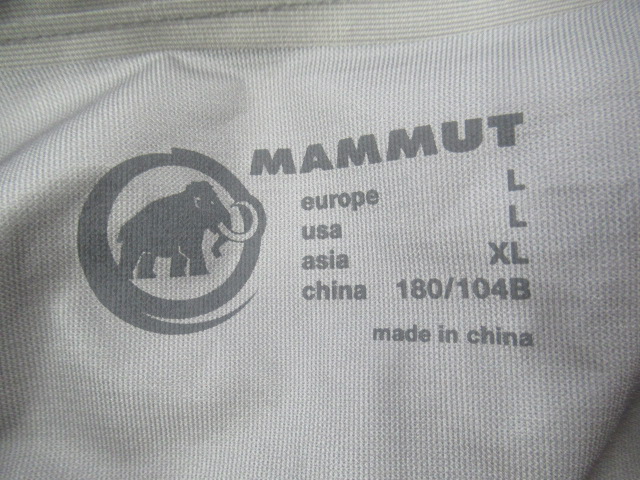 MAMMUT
europe L
usa L
asia XL
china 180/104B
made in china